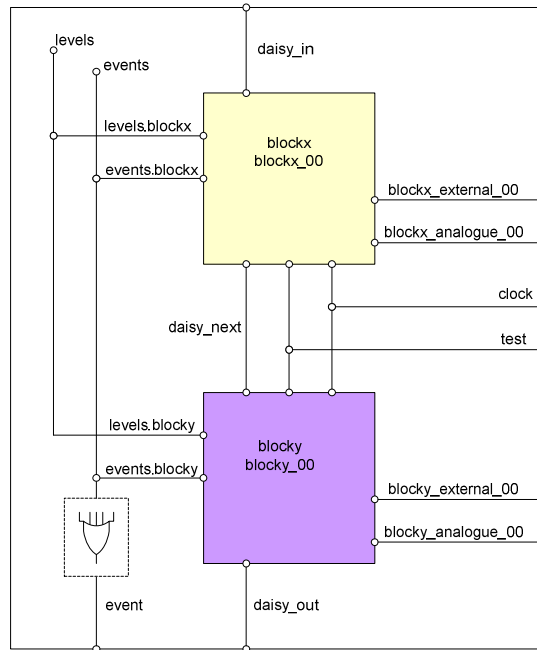 levels
daisy_in
events
levels.blockx
blockx
blockx_00
events.blockx
blockx_external_00
blockx_analogue_00
clock
daisy_next
test
levels.blocky
blocky
blocky_00
events.blocky
blocky_external_00
blocky_analogue_00
event
daisy_out